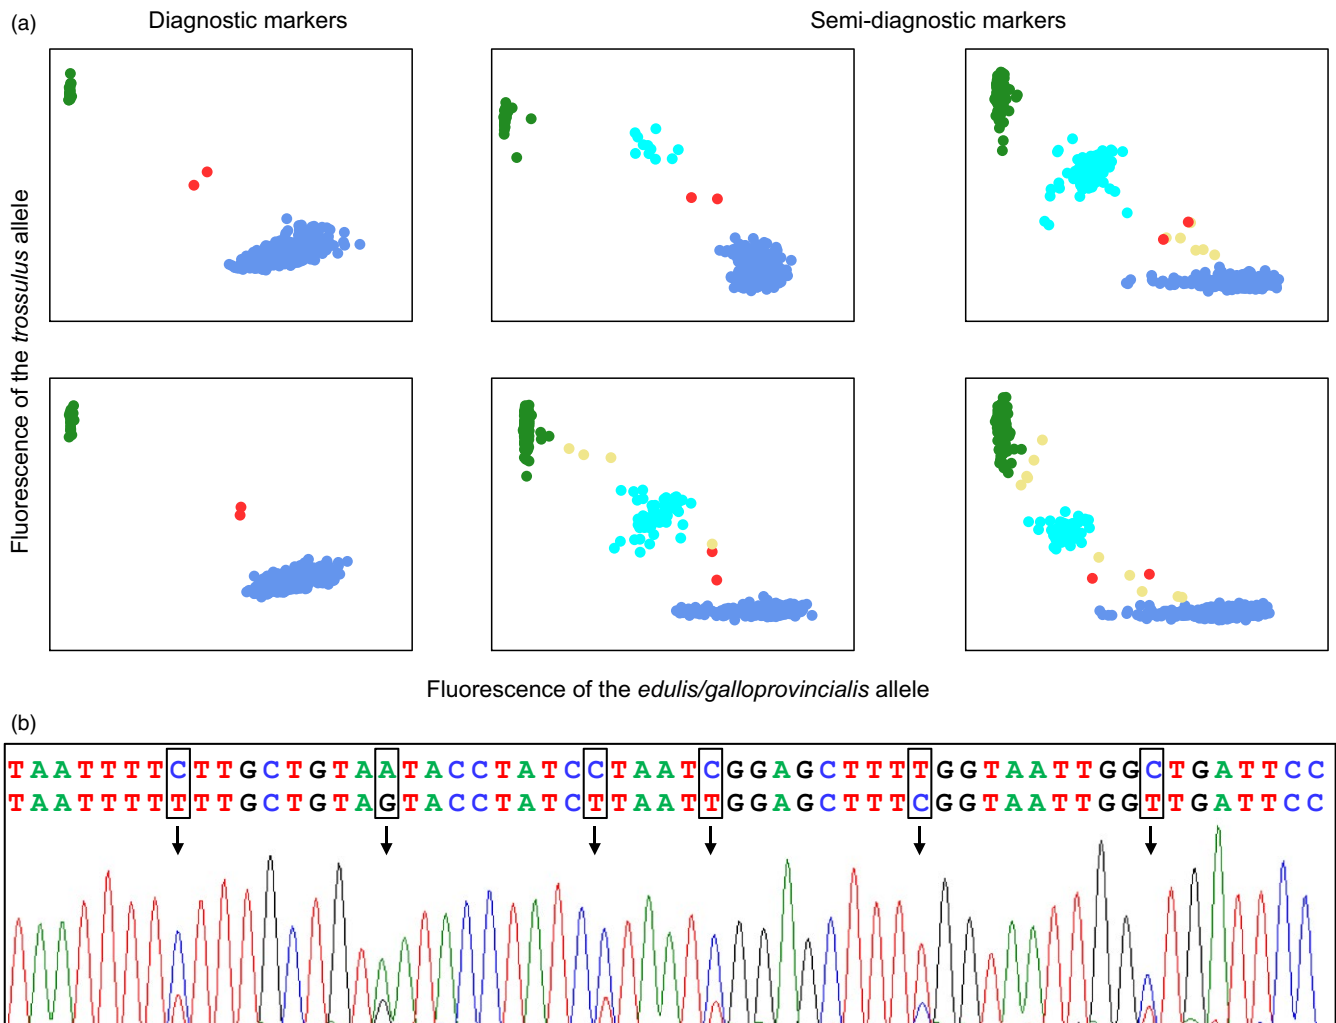 (a)
Diagnostic markers
Semi-diagnostic markers
Fluorescence of the trossulus allele
Fluorescence of the edulis/galloprovincialis allele
(b)
TAATTTTCTTGCTGTAATACCTATCCTAATCGGAGCTTTTGGTAATTGGCTGATTCC
TAATTTTTTTGCTGTAGTACCTATCTTAATTGGAGCTTTCGGTAATTGGTTGATTCC